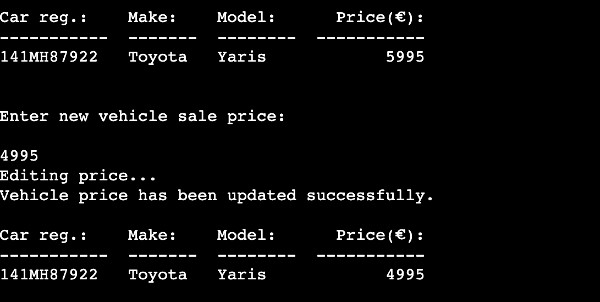 Car reg.:    Make:    Model:      Price(€):
-----------  -------  --------  -----------
141MH87922   Toyota   Yaris            5995
Enter new vehicle sale price:
4995
Editing price...
Vehicle price has been updated successfully.
Car reg.:    Make:    Model:      Price(€):
-----------  -------  --------  -----------
141MH87922   Toyota   Yaris            4995